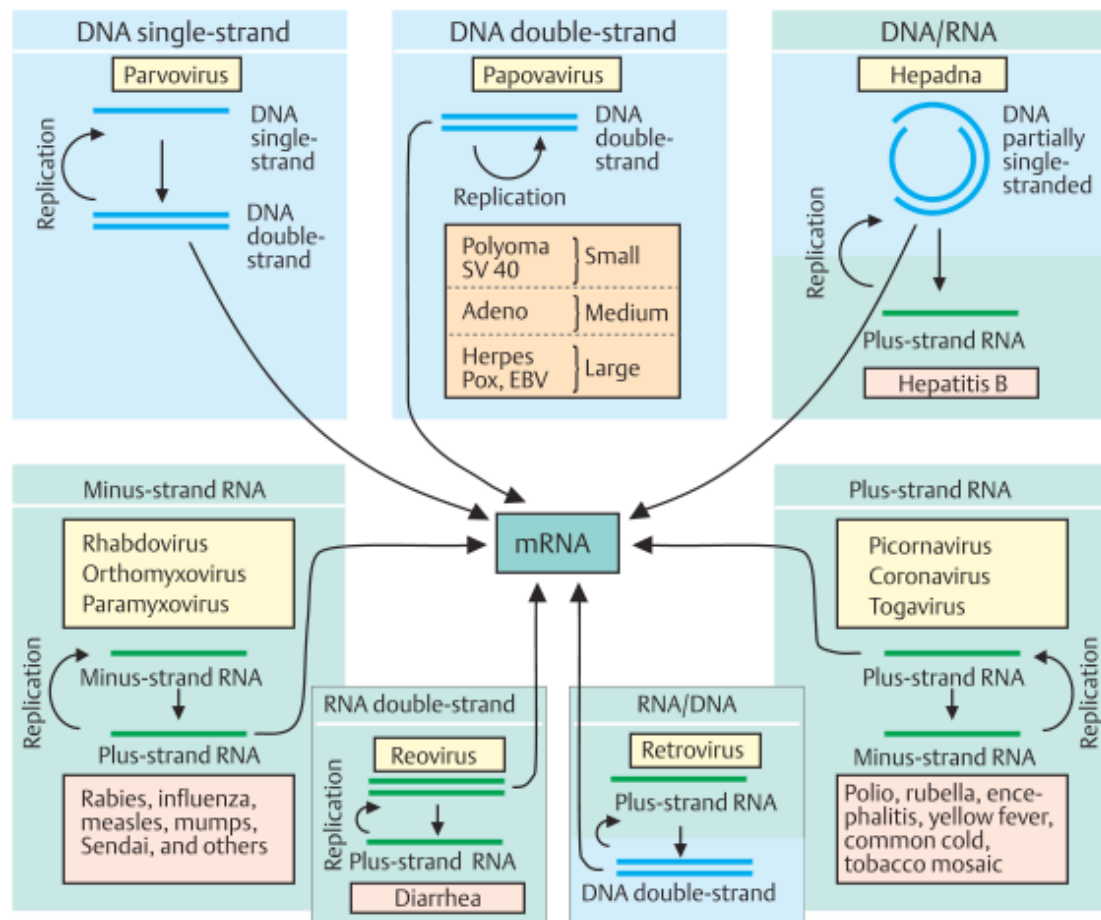 DNA single-strand
Parvovirus
DNA
single-
strand
Replication
DNA
double-
strand
DNA double-strand
Papovavirus
DNA
double-
strand
Replication
Polyoma
SV 40
Small
Adeno
Medium
Herpes
Pox, EBV
Large
DNA/RNA
Hepadna
DNA
partially
single-
stranded
Replication
Plus-strand RNA
Hepatitis B
Minus-strand RNA
Rhabdovirus
Orthomyxovirus
Paramyxovirus
Replication
Minus-strand RNA
Plus-strand RNA
Rabies, influenza,
measles, mumps,
Sendai, and others
mRNA
RNA double-strand
Reovirus
Replication
Plus-strand RNA
Diarrhea
RNA/DNA
Retrovirus
Plus-strand RNA
DNA double-strand
Plus-strand RNA
Picornavirus
Coronavirus
Togavirus
Plus-strand RNA
Replication
Minus-strand RNA
Polio, rubella, ence-
phalitis, yellow fever,
common cold,
tobacco mosaic